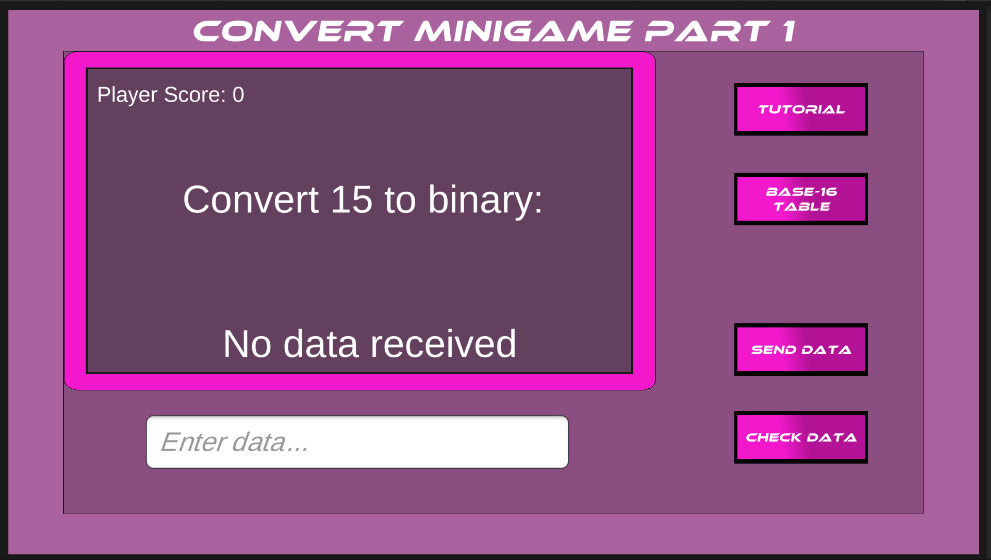 CONVERT MINIGAME PART 1
Player Score: 0
Convert 15 to binary:
No data received
Enter data...
TUTORIAL
BASE-16
TABLE
SEND DATA
CHECK DATA